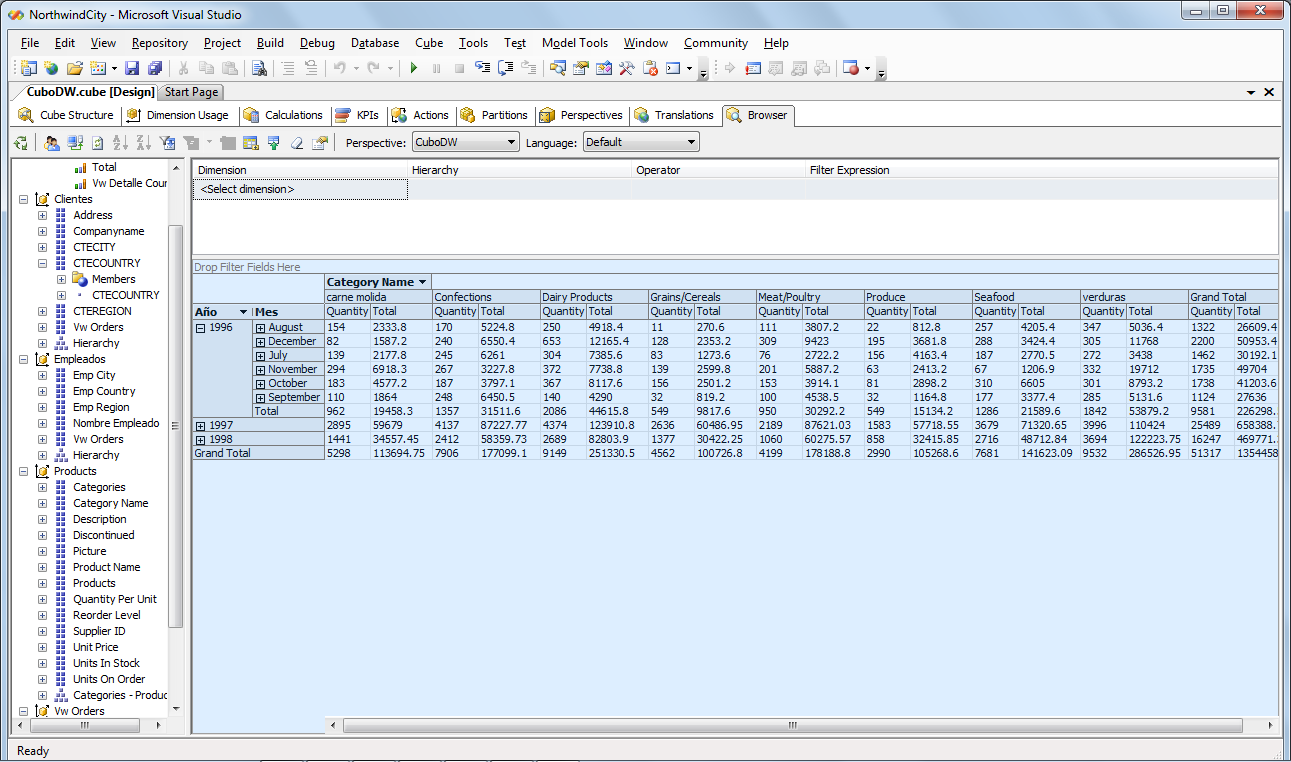 NorthwindCity - Microsoft Visual Studio
File Edit View Repository Project Build Debug Database Cube Tools Test Model Tools Window Community Help
CuboDW.cube [Design] Start Page
Cube Structure Dimension Usage Calculations KPIs Actions Partitions Perspectives Translations Browser
Perspective: CuboDW Language: Default
Total
Vw Detalle Cour
Clientes
Address
Companyname
CTECITY
CTECOUNTRY
Members
CTECOUNTRY
CTEREGION
Vw Orders
Hierarchy
Empleados
Emp City
Emp Country
Emp Region
Nombre Empleado
Vw Orders
Hierarchy
Products
Categories
Category Name
Description
Discontinued
Picture
Product Name
Products
Quantity Per Unit
Reorder Level
Supplier ID
Unit Price
Units In Stock
Units On Order
Categories - Produc
Vw Orders
Dimension Hierarchy Operator Filter Expression
<Select dimension>
Drop Filter Fields Here
Category Name
carne molida Confections Dairy Products Grains/Cereals Meat/Poultry Produce Seafood verduras Grand Total
Año Mes Quantity Total Quantity Total Quantity Total Quantity Total Quantity Total Quantity Total Quantity Total Quantity Total Quantity Total
1996 August 154 2333.8 170 5224.8 250 4918.4 11 270.6 111 3807.2 22 812.8 257 4205.4 347 5036.4 1322 26609.4
December 82 1587.2 240 6550.4 653 12165.4 128 2353.2 309 9423 195 3681.8 288 3424.4 305 11768 2200 50953.4
July 139 2177.8 245 6261 304 7385.6 83 1273.6 76 2722.2 156 4163.4 187 2770.5 272 3438 1462 30192.1
November 294 6918.3 267 3227.8 372 7738.8 139 2599.8 201 5887.2 63 2413.2 67 1206.9 332 19712 1735 49704
October 183 4577.2 187 3797.1 367 8117.6 156 2501.2 153 3914.1 81 2898.2 310 6605 301 8793.2 1738 41203.6
September 110 1864 248 6450.5 140 4290 32 819.2 100 4538.5 32 1164.8 177 3377.4 285 5131.6 1124 27636
Total 962 19458.3 1357 31511.6 2086 44615.8 549 9817.6 950 30292.2 549 15134.2 1286 21589.6 1842 53879.2 9581 226298.
1997 2895 59679 4137 87227.77 4374 123910.8 2636 60486.95 2189 87621.03 1583 57718.55 3679 71320.65 3996 110424 25489 658388.
1998 1441 34557.45 2412 58359.73 2689 82803.9 1377 30422.25 1060 60275.57 858 32415.85 2716 48712.84 3694 122223.75 16247 469771.
Grand Total 5298 113694.75 7906 177099.1 9149 251330.5 4562 100726.8 4199 178188.8 2990 105268.6 7681 141623.09 9532 286526.95 51317 1354458
Ready